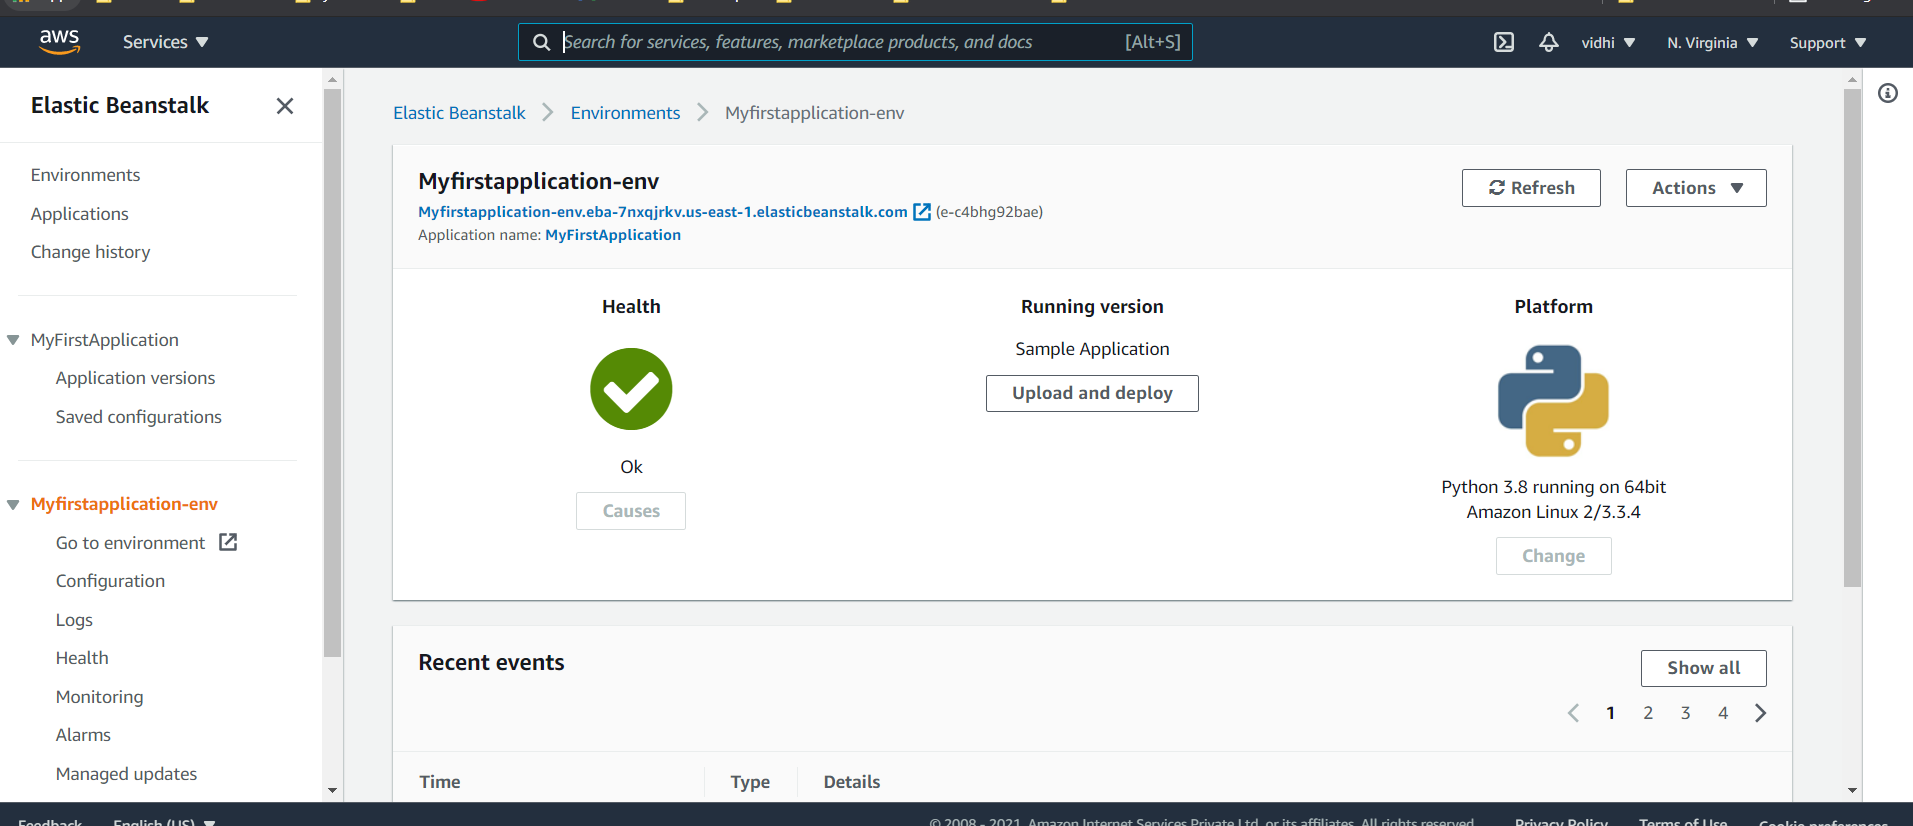 aws
Services
Search for services, features, marketplace products, and docs
[Alt+S]
vidhi
N. Virginia
Support
Elastic Beanstalk
Environments
Applications
Change history
MyFirstApplication
Application versions
Saved configurations
Myfirstapplication-env
Go to environment
Configuration
Logs
Health
Monitoring
Alarms
Managed updates
Elastic Beanstalk
Environments
Myfirstapplication-env
Myfirstapplication-env
Myfirstapplication-env.eba-7nxqjrkv.us-east-1.elasticbeanstalk.com (e-c4bhg92bae)
Application name: MyFirstApplication
Refresh
Actions
Health
Ok
Causes
Running version
Sample Application
Upload and deploy
Platform
Python 3.8 running on 64bit
Amazon Linux 2/3.3.4
Change
Recent events
Show all
1 2 3 4
Time
Type
Details
Feedback
English (US)
© 2008 - 2021, Amazon Internet Services Private Ltd. or its affiliates. All rights reserved.
Privacy Policy
Terms of Use
Cookie preferences